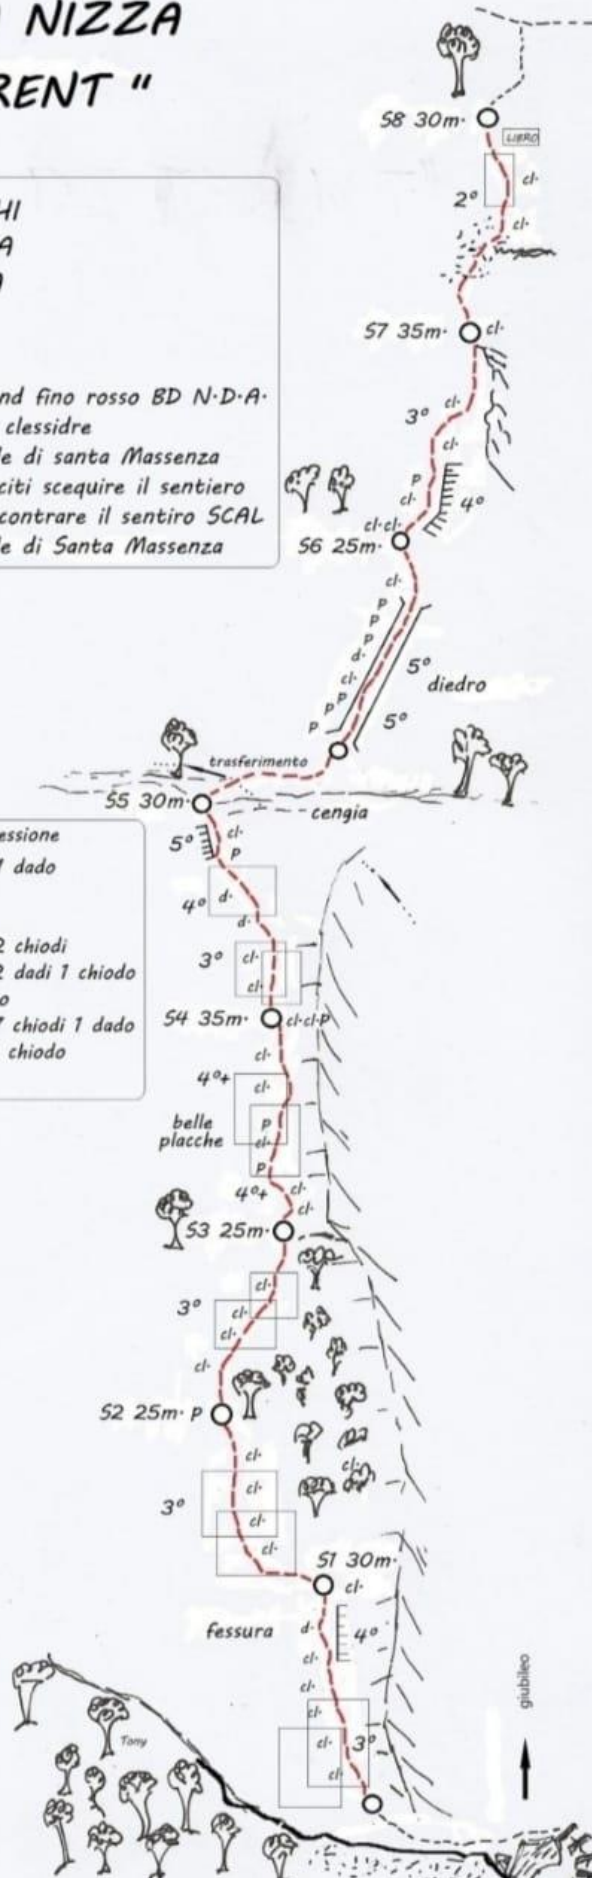 NIZZA
RENT "
HI
A
nd fino rosso BD N.D.A.
clessidre
le di santa Massenza
citi scequire il sentiero
contrare il sentiro SCAL
le di Santa Massenza
S8 30m.
LIBRO
cl.
2°
cl.
S7 35m. cl.
cl.
3°
cl.
p
cl. 4°
cl.cl.
S6 25m.
cl.
p
p
p
d.
5°
cl.
diedro
p
p
5°
p
trasferimento
S5 30m.
cengia
cl.
5°
p
4° d.
d.
3° cl.
cl.
S4 35m. cl.cl.p
cl.
4°+
cl.
belle p
placche cl.
p
4°+ cl.
cl.
S3 25m.
cl.
3° cl.
cl.
cl.
S2 25m. p
cl.
cl.
cl.
3°
cl.
cl.
S1 30m.
cl.
fessura d. 4°
cl.
cl.
cl.
cl. 3°
cl.
giubileo
Tony
essione
1 dado
2 chiodi
2 dadi 1 chiodo
o
7 chiodi 1 dado
chiodo